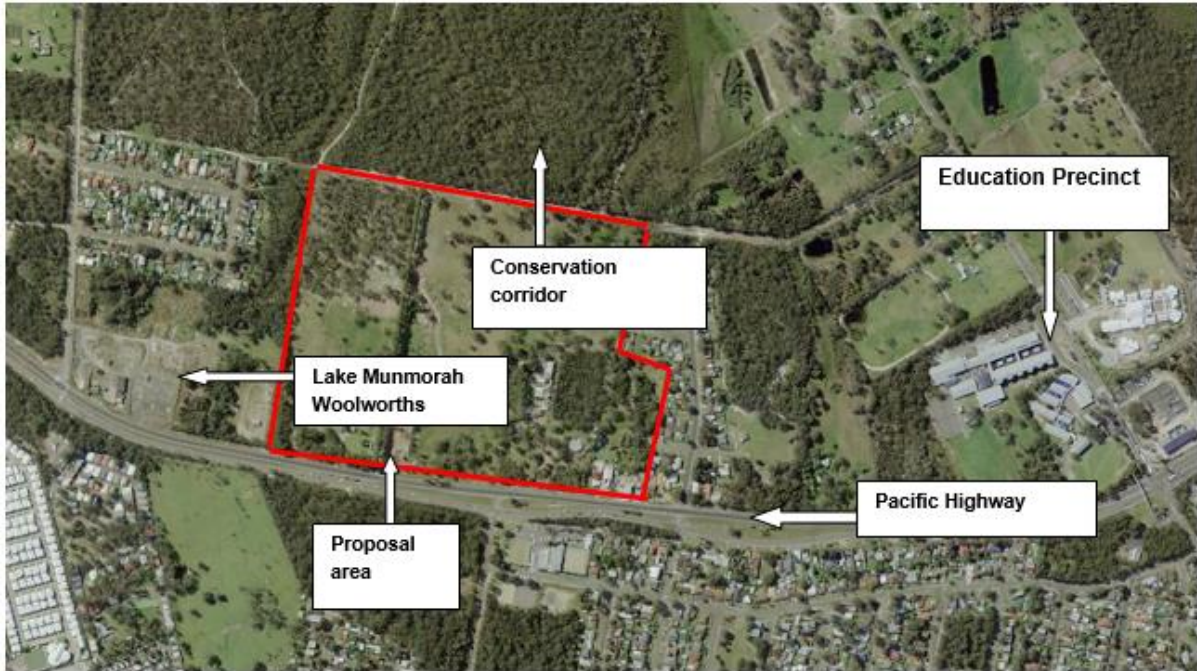 Education Precinct
Conservation
corridor
Lake Munmorah
Woolworths
Pacific Highway
Proposal
area